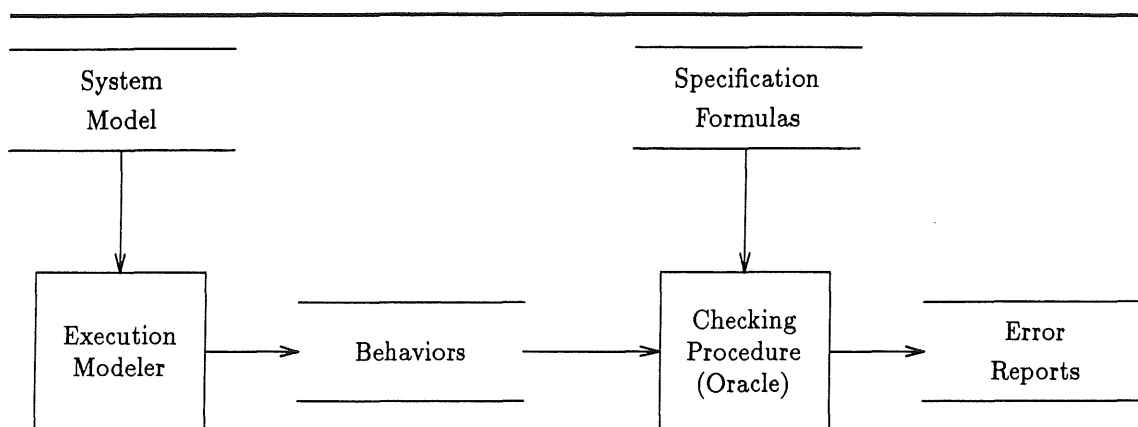 System
Model
Specification
Formulas
Execution
Modeler
Behaviors
Checking
Procedure
(Oracle)
Error
Reports